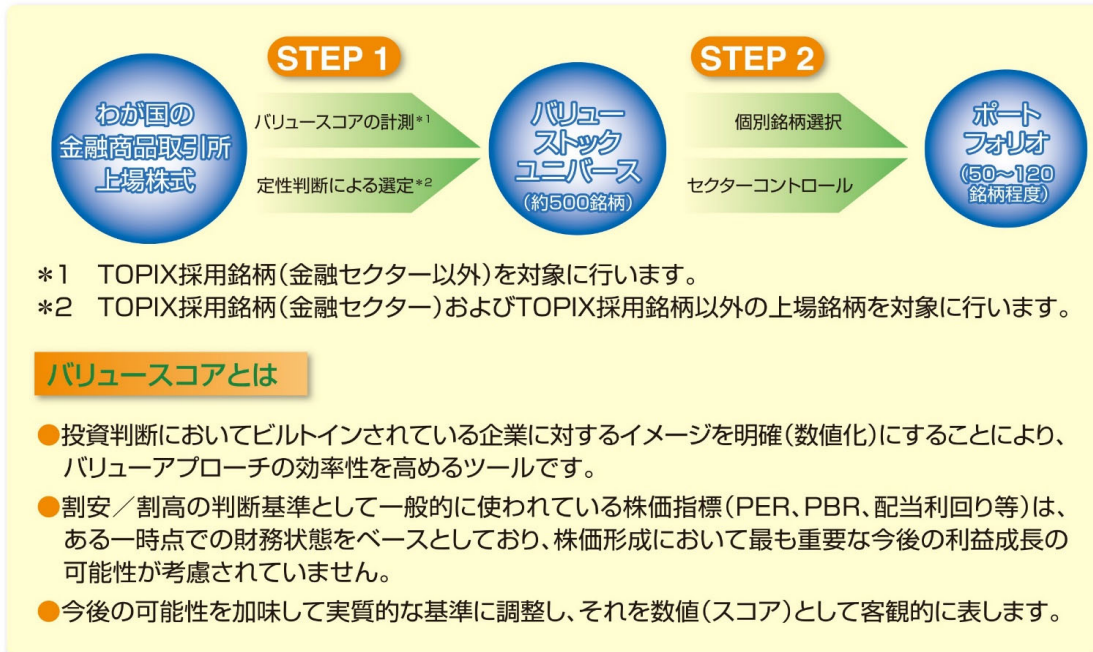 STEP 1
STEP 2
わが国の
金融商品取引所
上場株式
バリュースコアの計測*1
定性判断による選定*2
バリュー
ストック
ユニバース
(約500銘柄)
個別銘柄選択
セクターコントロール
ポート
フォリオ
(50〜120
銘柄程度)
*1 TOPIX採用銘柄(金融セクター以外)を対象に行います。
*2 TOPIX採用銘柄(金融セクター)およびTOPIX採用銘柄以外の上場銘柄を対象に行います。
バリュースコアとは
●投資判断においてビルトインされている企業に対するイメージを明確(数値化)にすることにより、
バリューアプローチの効率性を高めるツールです。
●割安／割高の判断基準として一般的に使われている株価指標(PER、PBR、配当利回り等)は、
ある一時点での財務状態をベースとしており、株価形成において最も重要な今後の利益成長の
可能性が考慮されていません。
●今後の可能性を加味して実質的な基準に調整し、それを数値(スコア)として客観的に表します。